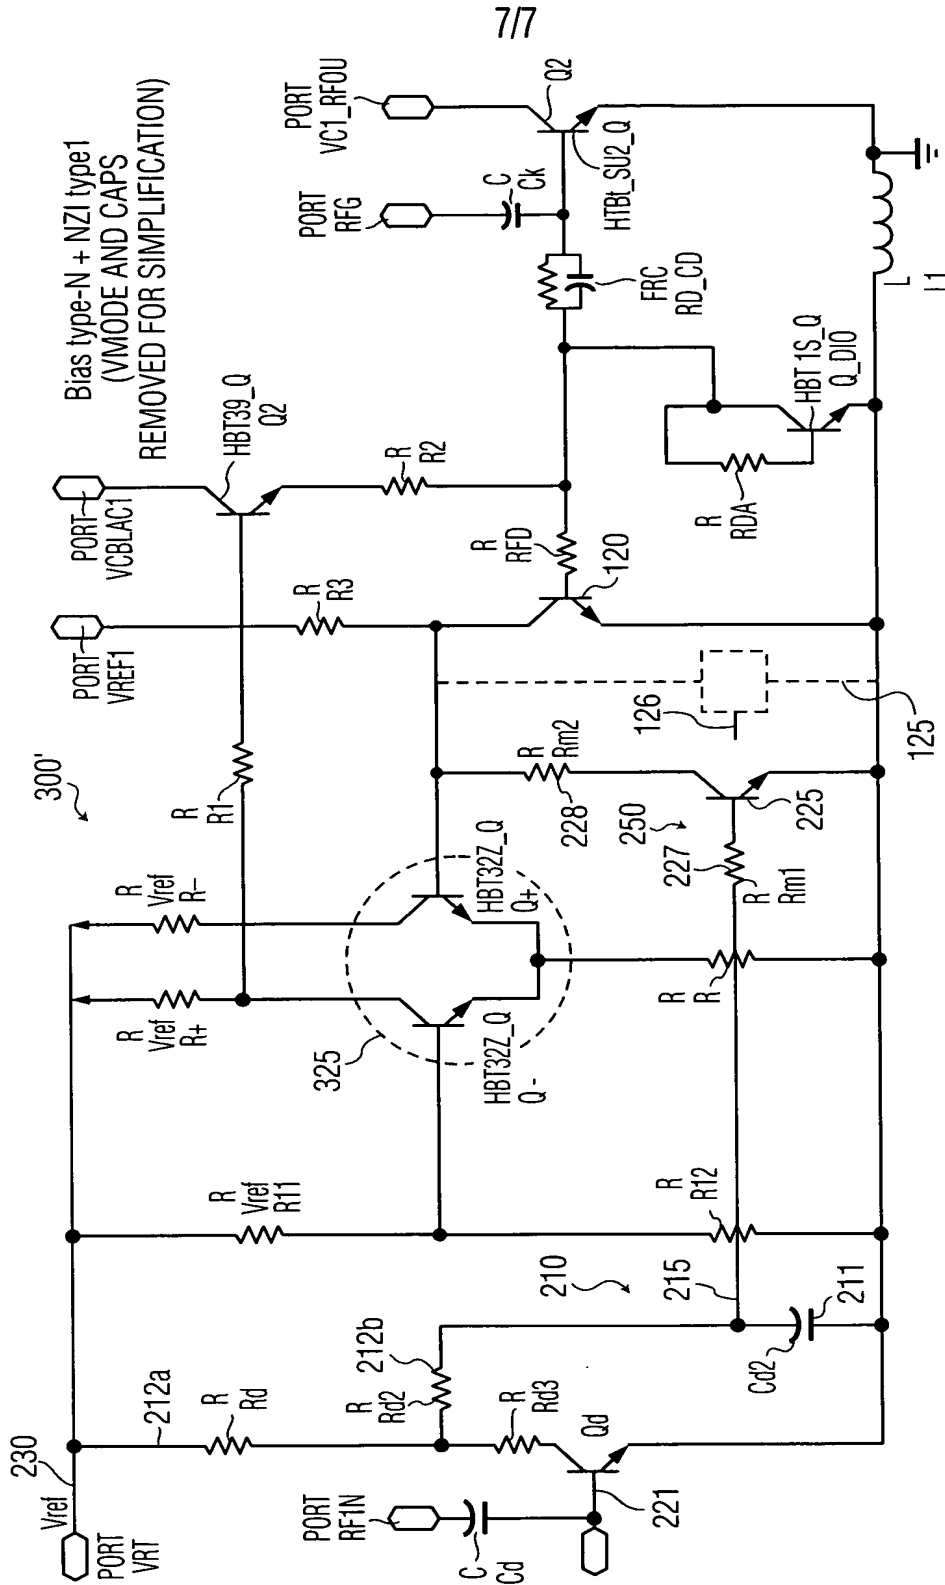 7/7
Bias type-N + NZI type1
(VMODE AND CAPS
REMOVED FOR SIMPLIFICATION)
300'
230
Vref
PORT
VRT
212a
R
Rd
R
Rd2
212b
R
Rd3
Qd
221
PORT
RF1N
C
Cd
210
215
Cd2
211
R
Vref
R11
R
R12
R
Vref
R+
R
Vref
R-
325
HBT32Z_Q
Q-
HBT32Z_Q
Q+
R
R
R
R1
R
Rm1
227
250
225
228
R
Rm2
126
125
PORT
VREF1
R
R3
120
R
RFD
PORT
VCBLAC1
HBT39_Q
Q2
R
R2
R
RDA
HBT 1S_Q
Q_DIO
FRC
RD_CD
PORT
RFG
C
Ck
PORT
VC1_RFOU
Q2
HTBt_SU2_Q
L
L1